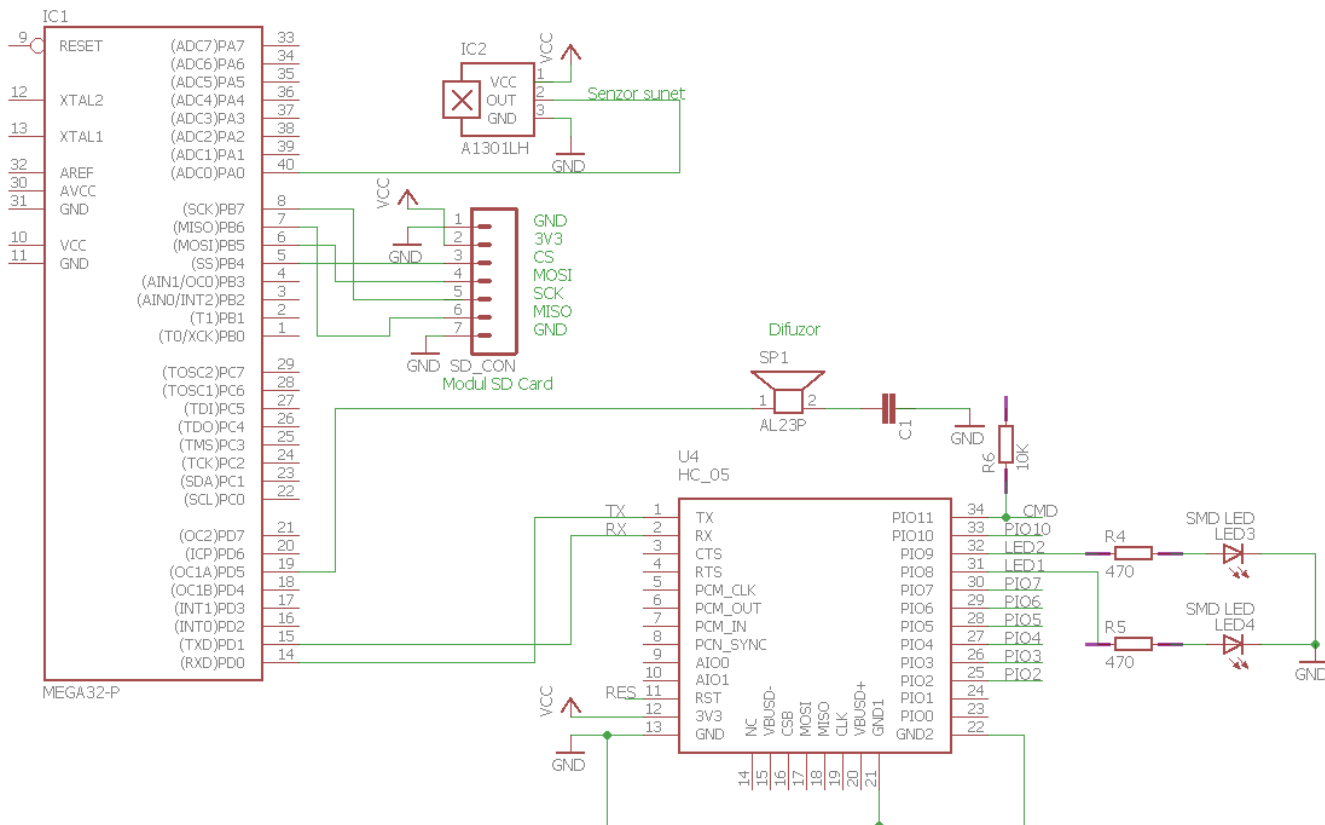 IC1
9 RESET
12 XTAL2
13 XTAL1
32 AREF
30 AVCC
31 GND
10 VCC
11 GND
(ADC7)PA7 33
(ADC6)PA6 34
(ADC5)PA5 35
(ADC4)PA4 36
(ADC3)PA3 37
(ADC2)PA2 38
(ADC1)PA1 39
(ADC0)PA0 40
(SCK)PB7 8
(MISO)PB6 7
(MOSI)PB5 6
(SS)PB4 5
(AIN1/OC0)PB3 4
(AIN0/INT2)PB2 3
(T1)PB1 2
(T0/XCK)PB0 1
(TOSC2)PC7 29
(TOSC1)PC6 28
(TDI)PC5 27
(TDO)PC4 26
(TMS)PC3 25
(TCK)PC2 24
(SDA)PC1 23
(SCL)PC0 22
(OC2)PD7 21
(ICP)PD6 20
(OC1A)PD5 19
(OC1B)PD4 18
(INT1)PD3 17
(INT0)PD2 16
(TXD)PD1 15
(RXD)PD0 14
MEGA32-P
IC2
VCC
VCC 1
OUT 2
GND 3
Senzor sunet
A1301LH
GND
VCC
GND
1 GND
2 3V3
3 CS
4 MOSI
5 SCK
6 MISO
7 GND
GND
SD_CON
Modul SD Card
Difuzor
SP1
1 2
AL23P
C1
GND
R6
10K
U4
HC_05
TX 1 TX
RX 2 RX
3 CTS
4 RTS
5 PCM_CLK
6 PCM_OUT
7 PCM_IN
8 PCN_SYNC
9 AIO0
10 AIO1
RES 11 RST
VCC
12 3V3
13 GND
GND
NC 14
VBUSD- 15
CSB 16
MOSI 17
MISO 18
CLK 19
VBUSD+ 20
GND1 21
PIO11 34 CMD
PIO10 33 PIO10
PIO9 32 LED2
PIO8 31 LED1
PIO7 30 PIO7
PIO6 29 PIO6
PIO5 28 PIO5
PIO4 27 PIO4
PIO3 26 PIO3
PIO2 25 PIO2
PIO1 24
PIO0 23
GND2 22
R4
470
SMD LED
LED3
R5
470
SMD LED
LED4
GND